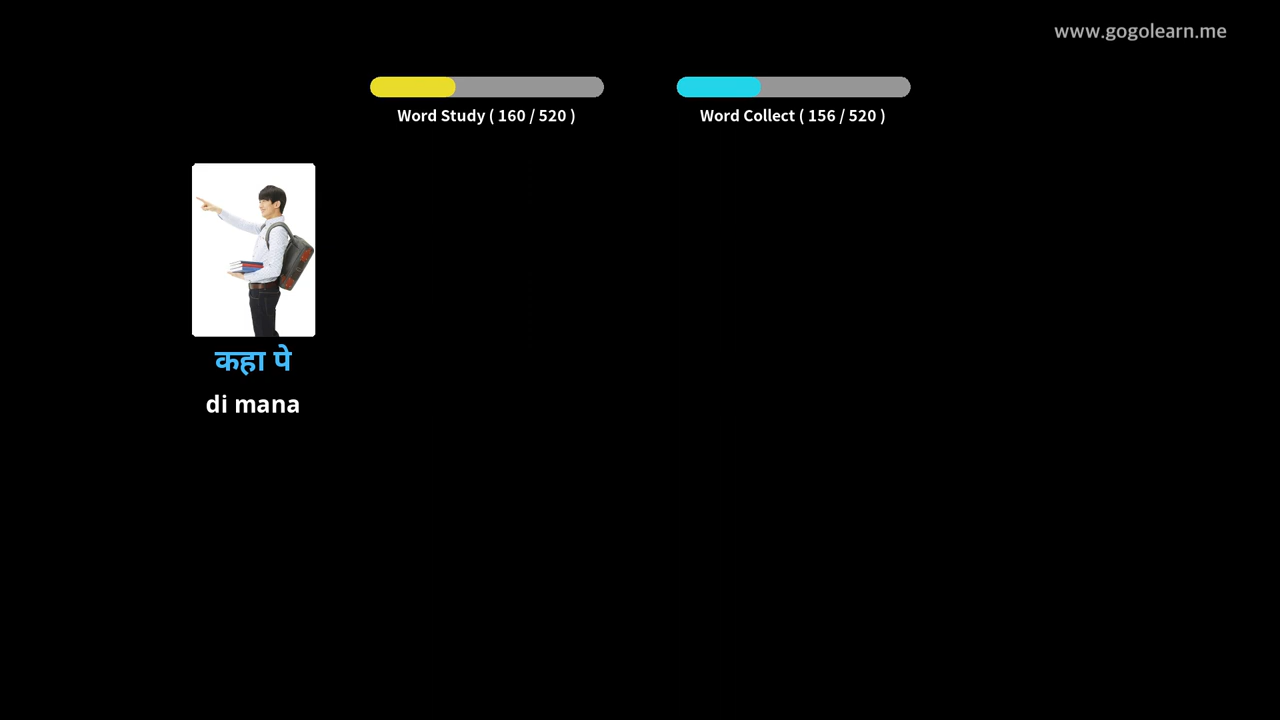 www.gogolearn.me
Word Study ( 160 / 520 )
Word Collect ( 156 / 520 )
कहा पे
di mana